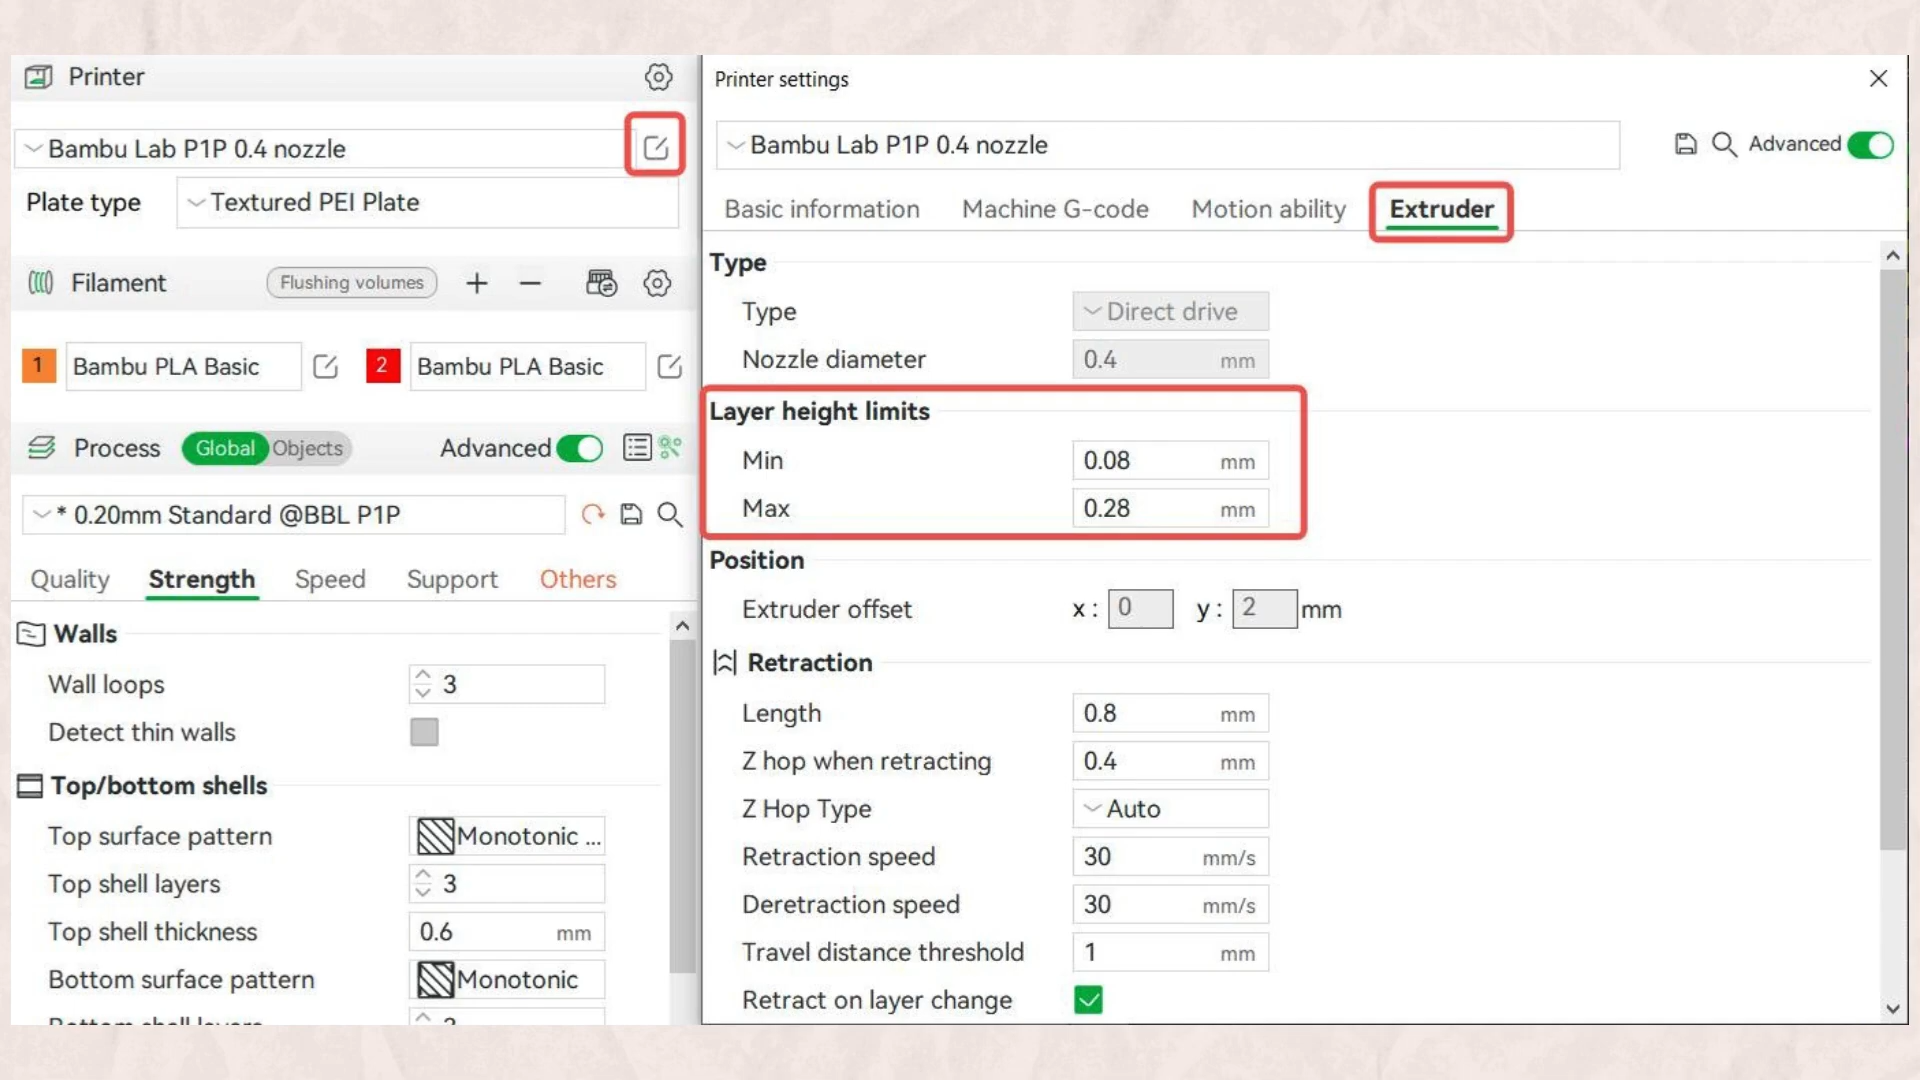 Printer
Bambu Lab P1P 0.4 nozzle
Plate type
Textured PEI Plate
Filament
Flushing volumes
1
Bambu PLA Basic
2
Bambu PLA Basic
Process
Global
Objects
Advanced
* 0.20mm Standard @BBL P1P
Quality
Strength
Speed
Support
Others
Walls
Wall loops
3
Detect thin walls
Top/bottom shells
Top surface pattern
Monotonic ...
Top shell layers
3
Top shell thickness
0.6 mm
Bottom surface pattern
Monotonic
Printer settings
Bambu Lab P1P 0.4 nozzle
Advanced
Basic information
Machine G-code
Motion ability
Extruder
Type
Type
Direct drive
Nozzle diameter
0.4 mm
Layer height limits
Min
0.08 mm
Max
0.28 mm
Position
Extruder offset
x : 0 y : 2 mm
Retraction
Length
0.8 mm
Z hop when retracting
0.4 mm
Z Hop Type
Auto
Retraction speed
30 mm/s
Deretraction speed
30 mm/s
Travel distance threshold
1 mm
Retract on layer change